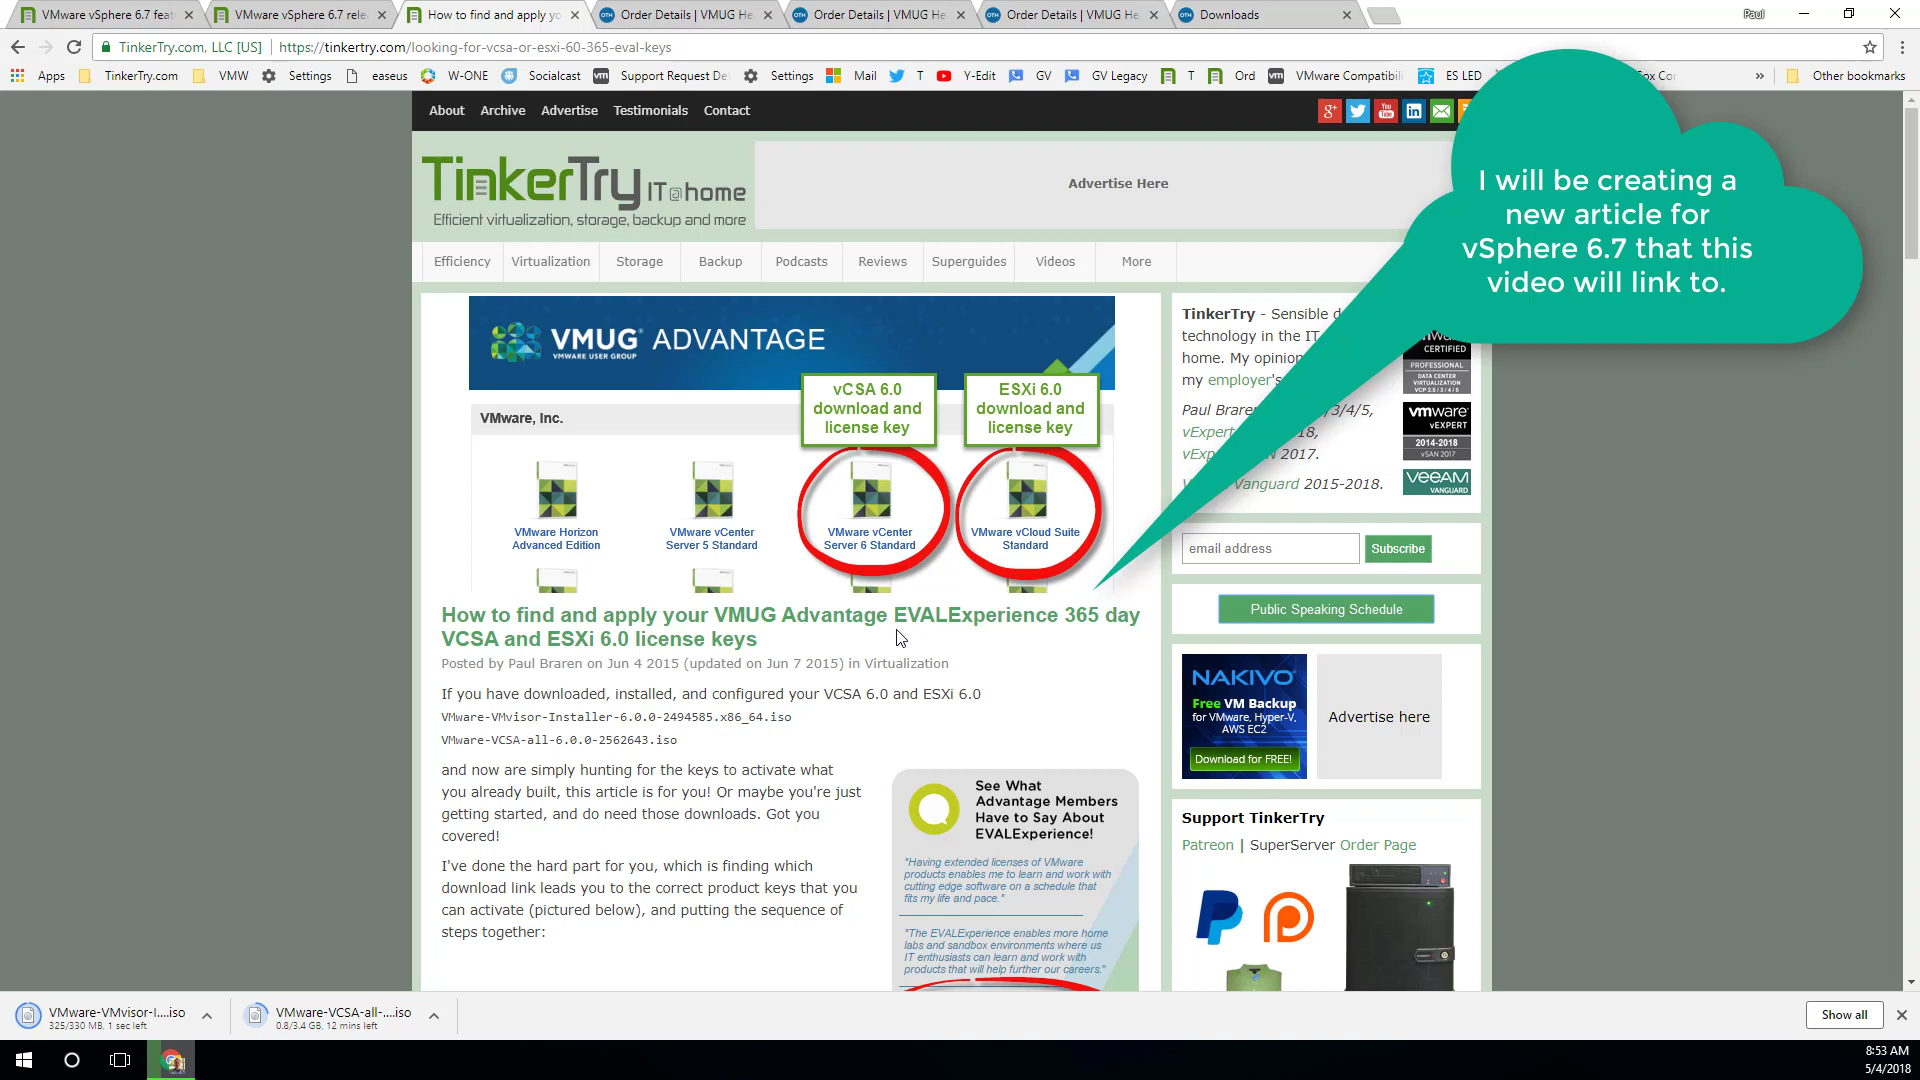 VMware vSphere 6.7 feat
VMware vSphere 6.7 rele
How to find and apply yo
Order Details | VMUG He
Order Details | VMUG He
Order Details | VMUG He
Downloads
Paul
TinkerTry.com, LLC [US]
https://tinkertry.com/looking-for-vcsa-or-esxi-60-365-eval-keys
Apps
TinkerTry.com
VMW
Settings
easeus
W-ONE
Socialcast
Support Request De
Settings
Mail
T
Y-Edit
GV
GV Legacy
T
Ord
VMware Compatibili
ES LED
ox Co
Other bookmarks
About
Archive
Advertise
Testimonials
Contact
TinkerTry IT@home
Efficient virtualization, storage, backup and more
Advertise Here
I will be creating a
new article for
vSphere 6.7 that this
video will link to.
Efficiency
Virtualization
Storage
Backup
Podcasts
Reviews
Superguides
Videos
More
VMUG ADVANTAGE
VMWARE USER GROUP
VMware, Inc.
vCSA 6.0
download and
license key
ESXi 6.0
download and
license key
VMware Horizon
Advanced Edition
VMware vCenter
Server 5 Standard
VMware vCenter
Server 6 Standard
VMware vCloud Suite
Standard
How to find and apply your VMUG Advantage EVALExperience 365 day
VCSA and ESXi 6.0 license keys
Posted by Paul Braren on Jun 4 2015 (updated on Jun 7 2015) in Virtualization
If you have downloaded, installed, and configured your VCSA 6.0 and ESXi 6.0
VMware-VMvisor-Installer-6.0.0-2494585.x86_64.iso
VMware-VCSA-all-6.0.0-2562643.iso
and now are simply hunting for the keys to activate what
you already built, this article is for you! Or maybe you're just
getting started, and do need those downloads. Got you
covered!
I've done the hard part for you, which is finding which
download link leads you to the correct product keys that you
can activate (pictured below), and putting the sequence of
steps together:
See What
Advantage Members
Have to Say About
EVALExperience!
"Having extended licenses of VMware
products enables me to learn and work with
cutting edge software on a schedule that
fits my life and pace."
"The EVALExperience enables more home
labs and sandbox environments where us
IT enthusiasts can learn and work with
products that will help further our careers."
TinkerTry - Sensible d
technology in the IT
home. My opinion
my employer's
Paul Braren /3/4/5,
vExpert 18,
vExp N 2017.
Vanguard 2015-2018.
CERTIFIED
PROFESSIONAL
DATA CENTER
VIRTUALIZATION
VCP 2.5 / 3 / 4 / 5
vmware
vEXPERT
2014-2018
vSAN 2017
VEEAM
VANGUARD
email address
Subscribe
Public Speaking Schedule
NAKIVO
Free VM Backup
for VMware, Hyper-V,
AWS EC2
Download for FREE!
Advertise here
Support TinkerTry
Patreon | SuperServer Order Page
VMware-VMvisor-I....iso
325/330 MB, 1 sec left
VMware-VCSA-all-....iso
0.8/3.4 GB, 12 mins left
Show all
8:53 AM
5/4/2018